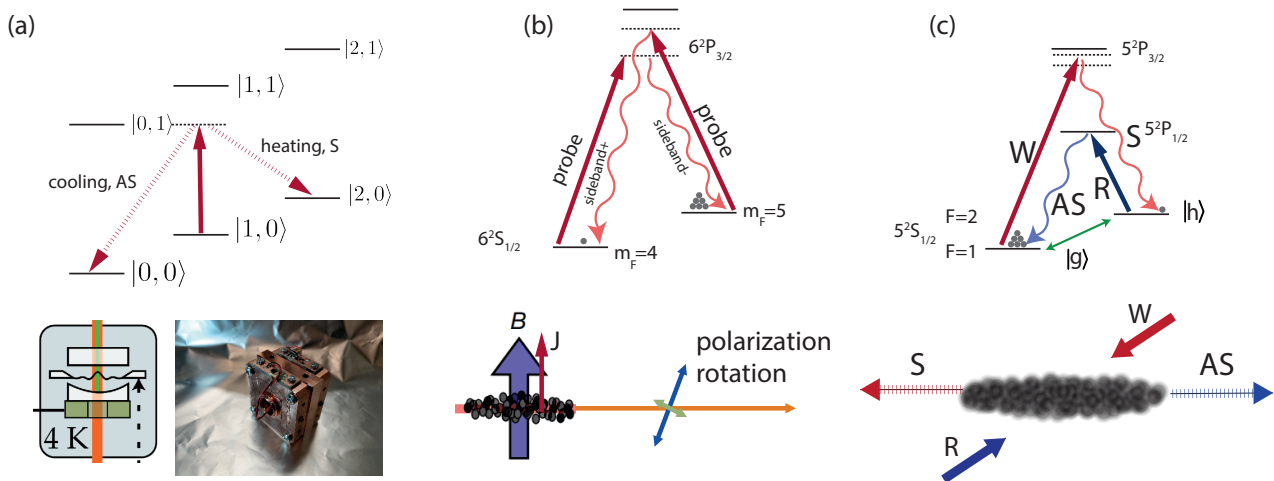 (a)
|2, 1⟩
|1, 1⟩
|0, 1⟩
heating, S
cooling, AS
|2, 0⟩
|1, 0⟩
|0, 0⟩
4 K
(b)
6²P₃/₂
probe
probe
sideband+
sideband-
m_F=5
6²S₁/₂
m_F=4
B
J
polarization
rotation
(c)
5²P₃/₂
S
5²P₁/₂
W
R
AS
|h⟩
F=2
5²S₁/₂
F=1
|g⟩
W
S
AS
R